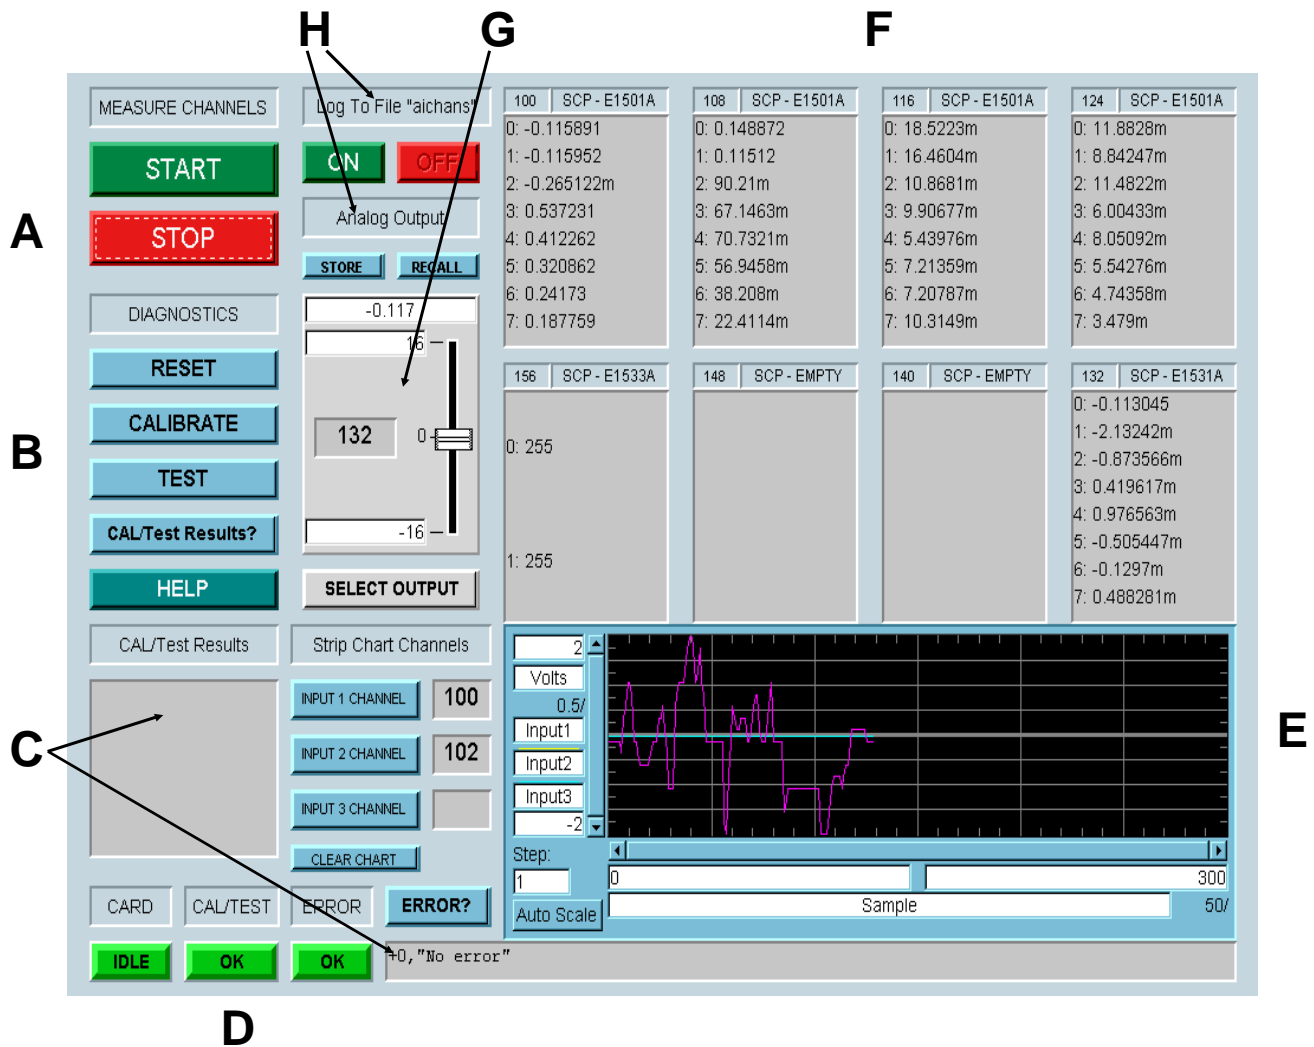 H
G
F
MEASURE CHANNELS
START
STOP
A
Log To File "aichans"
ON
OFF
Analog Output
STORE
RECALL
DIAGNOSTICS
RESET
CALIBRATE
TEST
CAL/Test Results?
HELP
B
-0.117
16
132
0
-16
SELECT OUTPUT
100 SCP - E1501A
0: -0.115891
1: -0.115952
2: -0.265122m
3: 0.537231
4: 0.412262
5: 0.320862
6: 0.24173
7: 0.187759
108 SCP - E1501A
0: 0.148872
1: 0.11512
2: 90.21m
3: 67.1463m
4: 70.7321m
5: 56.9458m
6: 38.208m
7: 22.4114m
116 SCP - E1501A
0: 18.5223m
1: 16.4604m
2: 10.8681m
3: 9.90677m
4: 5.43976m
5: 7.21359m
6: 7.20787m
7: 10.3149m
124 SCP - E1501A
0: 11.8828m
1: 8.84247m
2: 11.4822m
3: 6.00433m
4: 8.05092m
5: 5.54276m
6: 4.74358m
7: 3.479m
156 SCP - E1533A
0: 255
1: 255
148 SCP - EMPTY
140 SCP - EMPTY
132 SCP - E1531A
0: -0.113045
1: -2.13242m
2: -0.873566m
3: 0.419617m
4: 0.976563m
5: -0.505447m
6: -0.1297m
7: 0.488281m
CAL/Test Results
C
Strip Chart Channels
INPUT 1 CHANNEL 100
INPUT 2 CHANNEL 102
INPUT 3 CHANNEL
CLEAR CHART
2
Volts
0.5/
Input1
Input2
Input3
-2
Step:
1
Auto Scale
0
300
Sample
50/
E
CARD
CAL/TEST
ERROR
ERROR?
IDLE
OK
OK
+0,"No error"
D